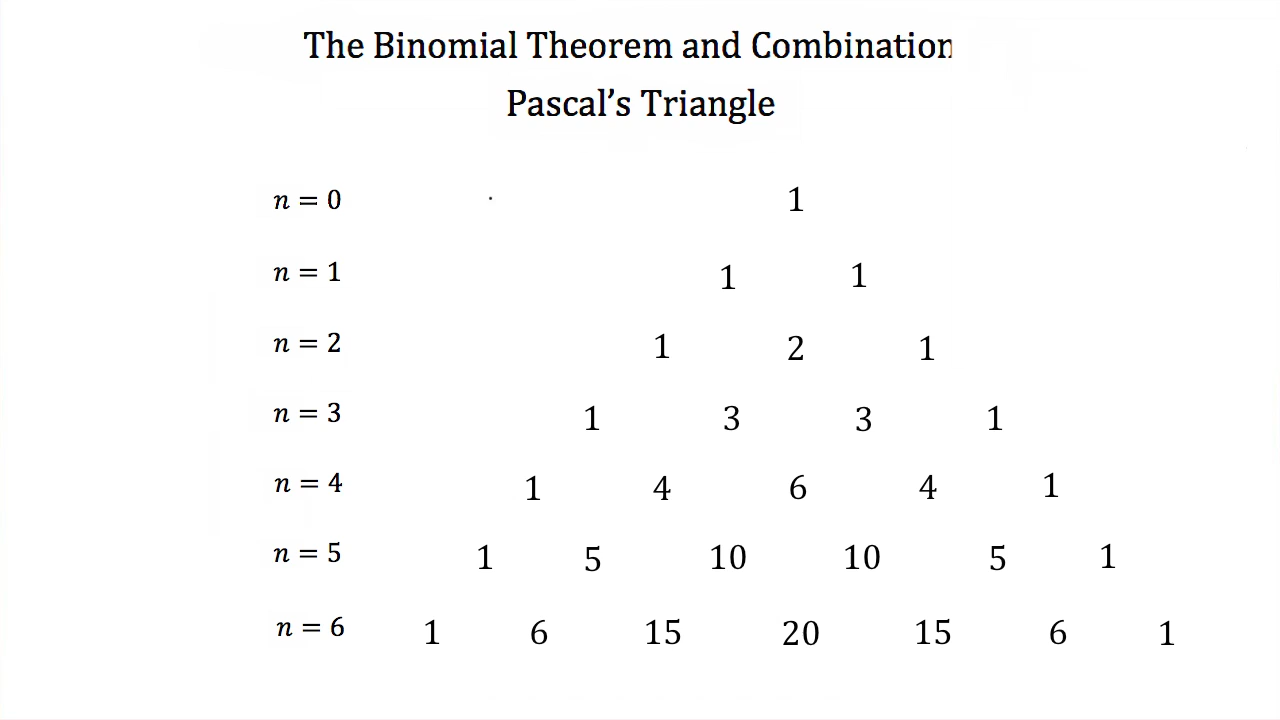 The Binomial Theorem and Combination
Pascal’s Triangle
n = 0 1
n = 1 1 1
n = 2 1 2 1
n = 3 1 3 3 1
n = 4 1 4 6 4 1
n = 5 1 5 10 10 5 1
n = 6 1 6 15 20 15 6 1